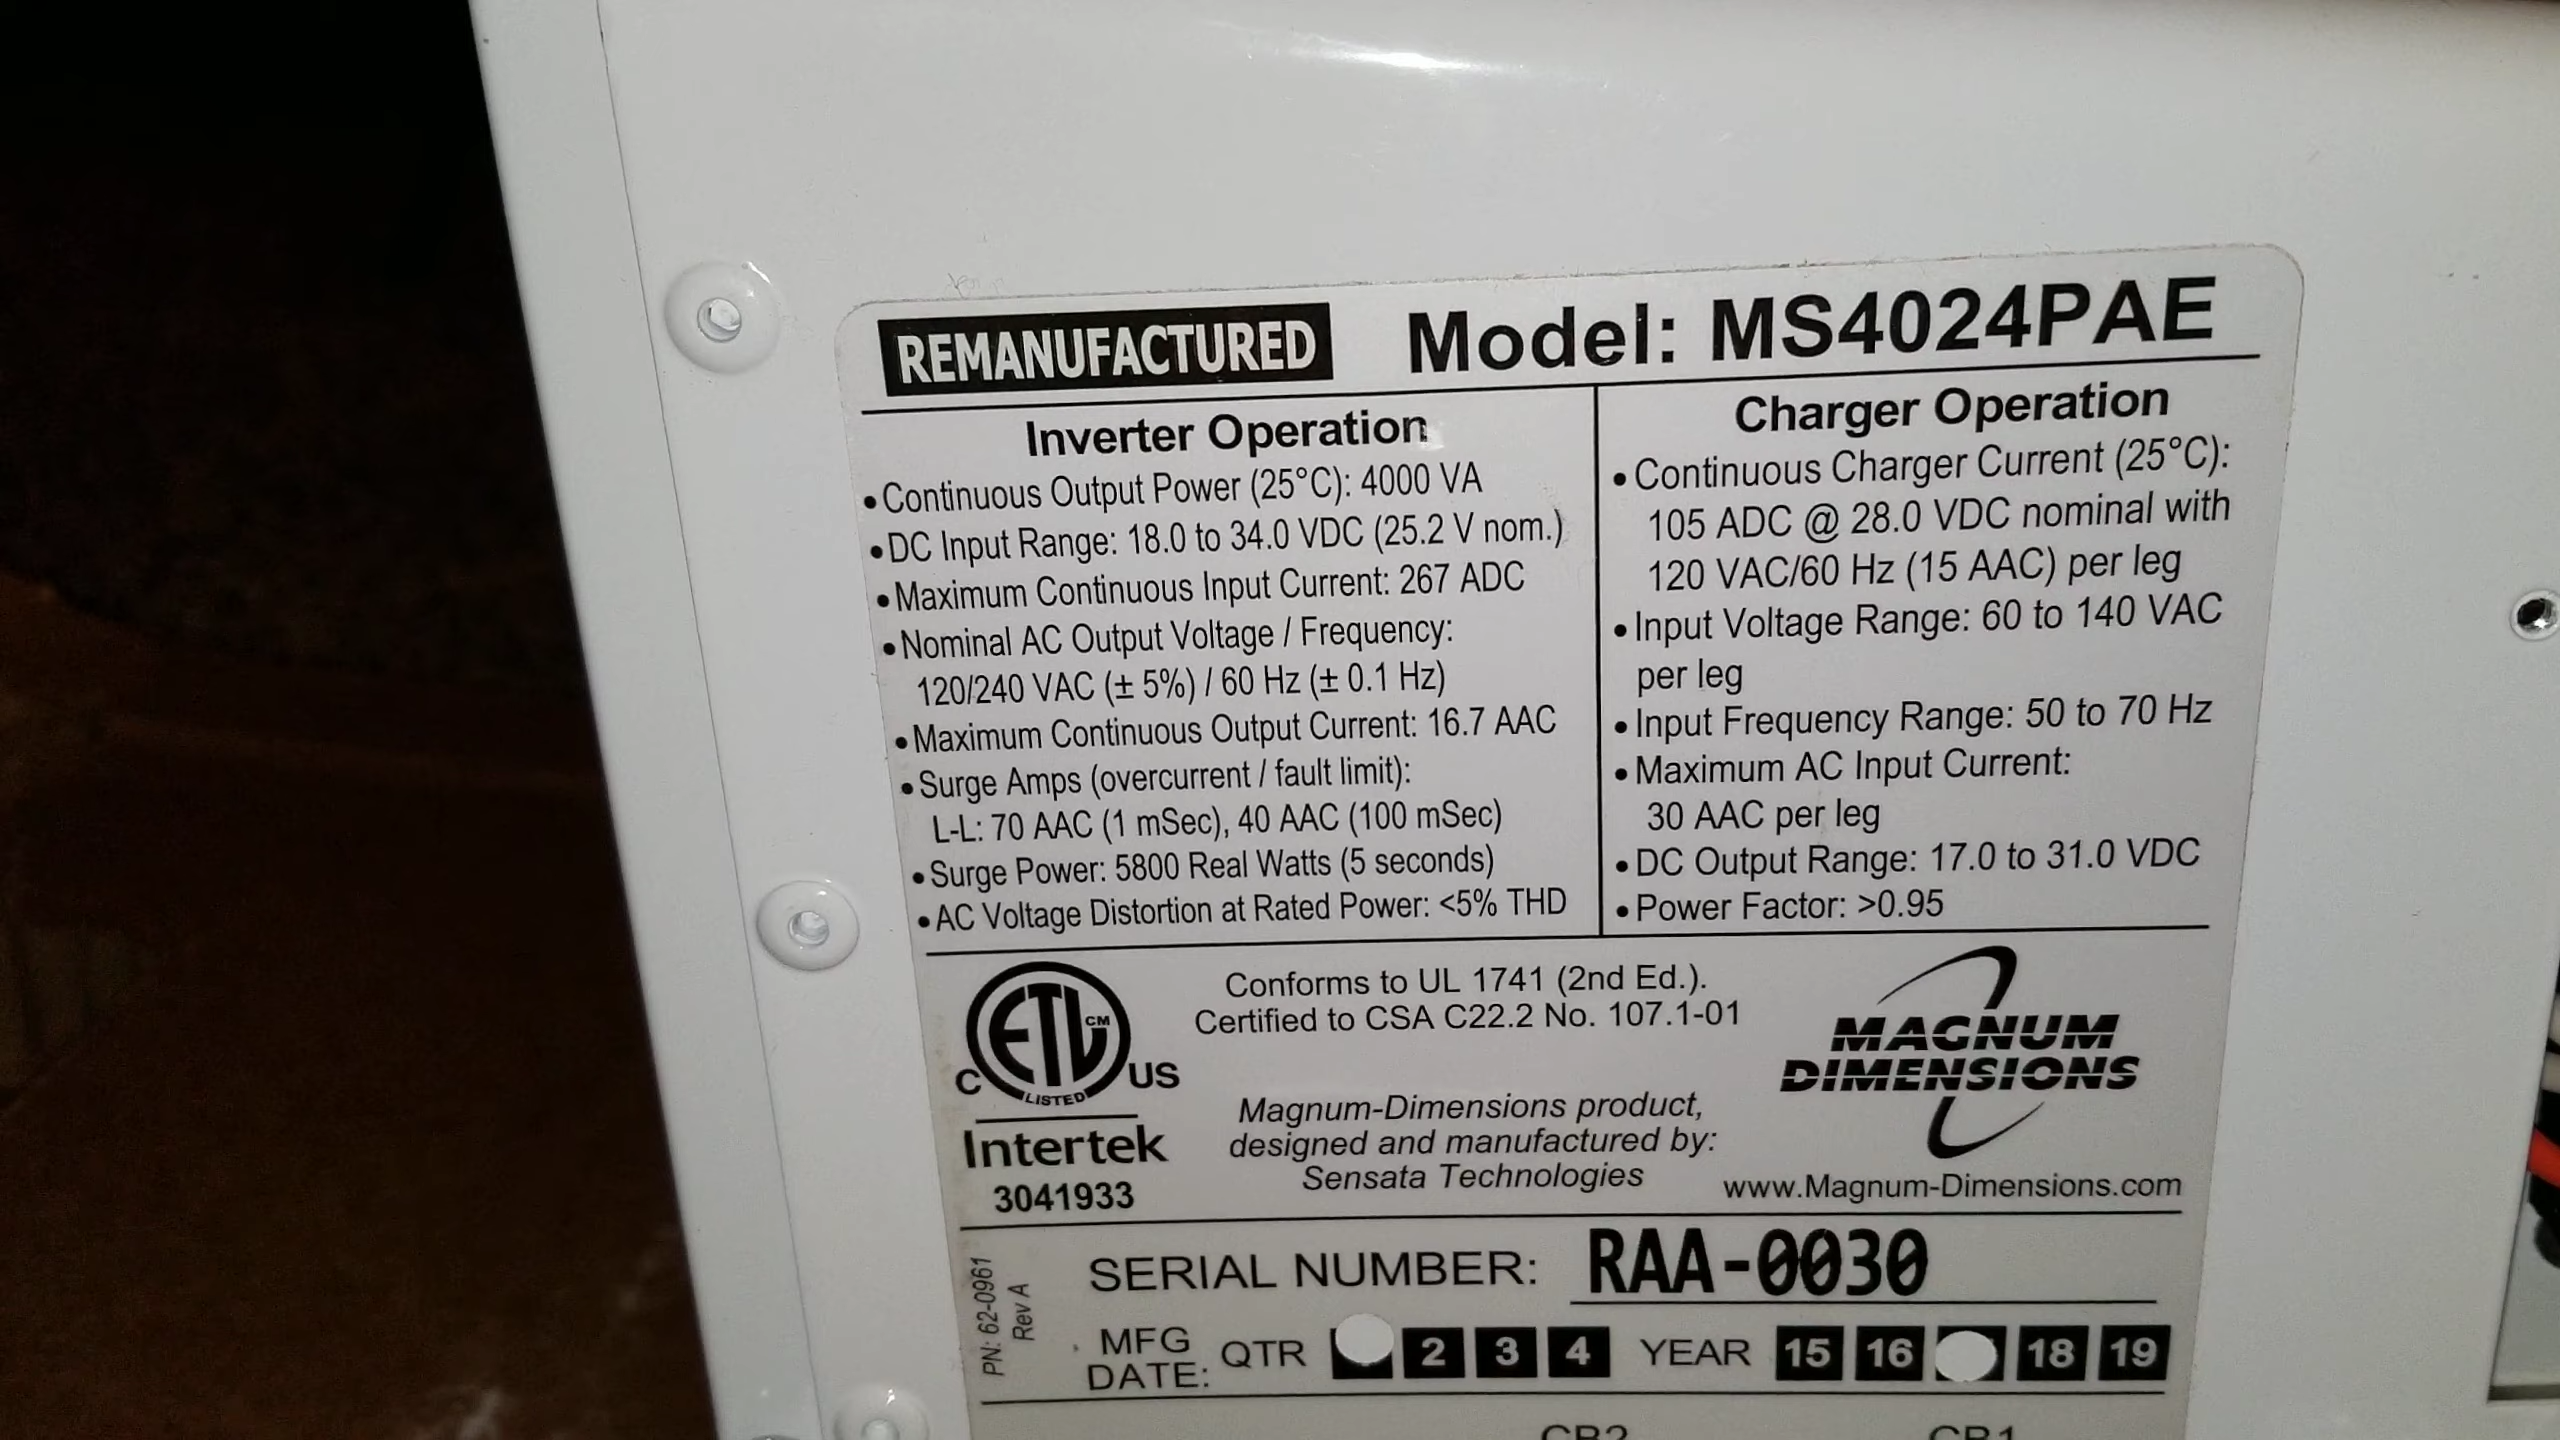 REMANUFACTURED Model: MS4024PAE
Inverter Operation
• Continuous Output Power (25°C): 4000 VA
• DC Input Range: 18.0 to 34.0 VDC (25.2 V nom.)
• Maximum Continuous Input Current: 267 ADC
• Nominal AC Output Voltage / Frequency:
120/240 VAC (± 5%) / 60 Hz (± 0.1 Hz)
• Maximum Continuous Output Current: 16.7 AAC
• Surge Amps (overcurrent / fault limit):
L-L: 70 AAC (1 mSec), 40 AAC (100 mSec)
• Surge Power: 5800 Real Watts (5 seconds)
• AC Voltage Distortion at Rated Power: <5% THD
Charger Operation
• Continuous Charger Current (25°C):
105 ADC @ 28.0 VDC nominal with
120 VAC/60 Hz (15 AAC) per leg
• Input Voltage Range: 60 to 140 VAC
per leg
• Input Frequency Range: 50 to 70 Hz
• Maximum AC Input Current:
30 AAC per leg
• DC Output Range: 17.0 to 31.0 VDC
• Power Factor: >0.95
ETL CM
C US
LISTED
Intertek
3041933
Conforms to UL 1741 (2nd Ed.).
Certified to CSA C22.2 No. 107.1-01
Magnum-Dimensions product,
designed and manufactured by:
Sensata Technologies
MAGNUM
DIMENSIONS
www.Magnum-Dimensions.com
PN: 62-0961
Rev A
SERIAL NUMBER: RAA-0030
MFG
DATE: QTR 2 3 4 YEAR 15 16 18 19
CB2 CB1